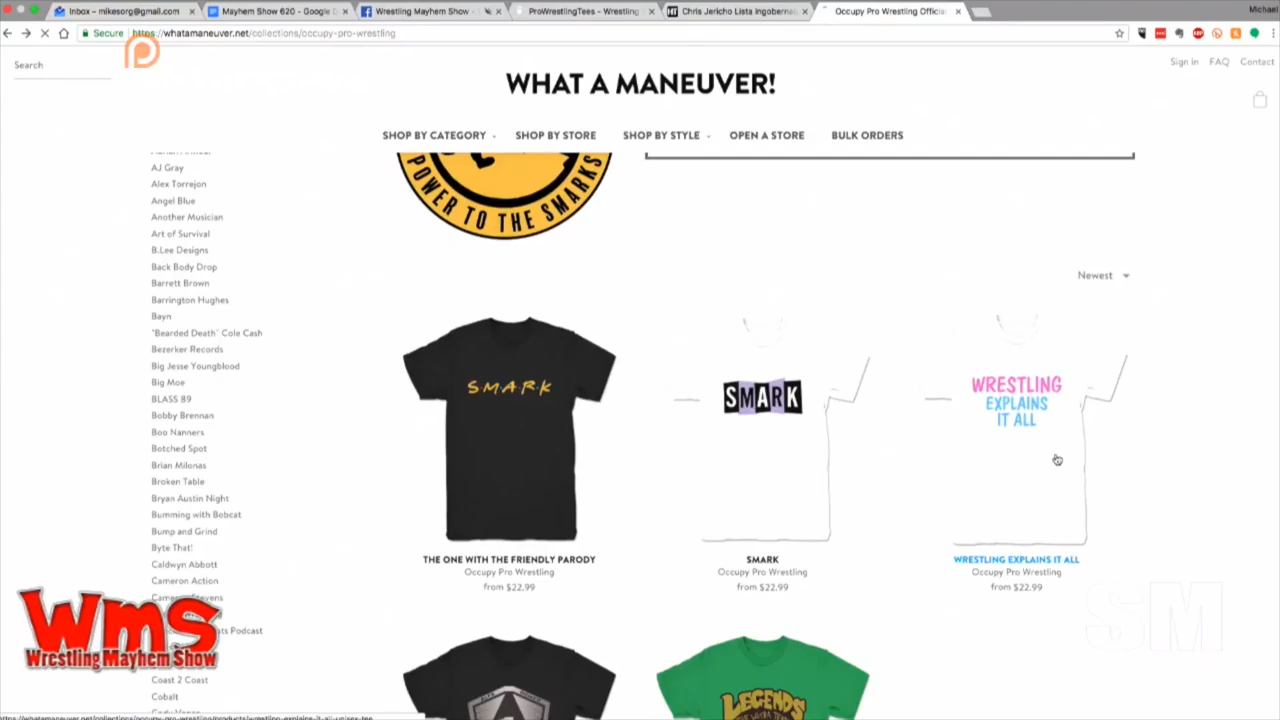 Inbox - mikesorg@gmail.com
Mayhem Show 620 - Google D
Wrestling Mayhem Show -
ProWrestlingTees - Wrestling
Chris Jericho Lista Ingobernab
Occupy Pro Wrestling Officia
Michael
Secure
https://whatamaneuver.net/collections/occupy-pro-wrestling
Search
Sign in FAQ Contact
WHAT A MANEUVER!
SHOP BY CATEGORY SHOP BY STORE SHOP BY STYLE OPEN A STORE BULK ORDERS
POWER TO THE SMARKS
AJ Gray
Alex Torrejon
Angel Blue
Another Musician
Art of Survival
B.Lee Designs
Back Body Drop
Barrett Brown
Barrington Hughes
Bayn
"Bearded Death" Cole Cash
Bezerker Records
Big Jesse Youngblood
Big Moe
BLASS 89
Bobby Brennan
Boo Nanners
Botched Spot
Brian Milonas
Broken Table
Bryan Austin Night
Bumming with Bobcat
Bump and Grind
Byte That!
Caldwyn Abbott
Cameron Action
Coast 2 Coast
Cobalt
Newest
S·M·A·R·K
SMARK
WRESTLING
EXPLAINS
IT ALL
THE ONE WITH THE FRIENDLY PARODY
Occupy Pro Wrestling
from $22.99
SMARK
Occupy Pro Wrestling
from $22.99
WRESTLING EXPLAINS IT ALL
Occupy Pro Wrestling
from $22.99
LEGENDS
wms
Wrestling Mayhem Show
SM